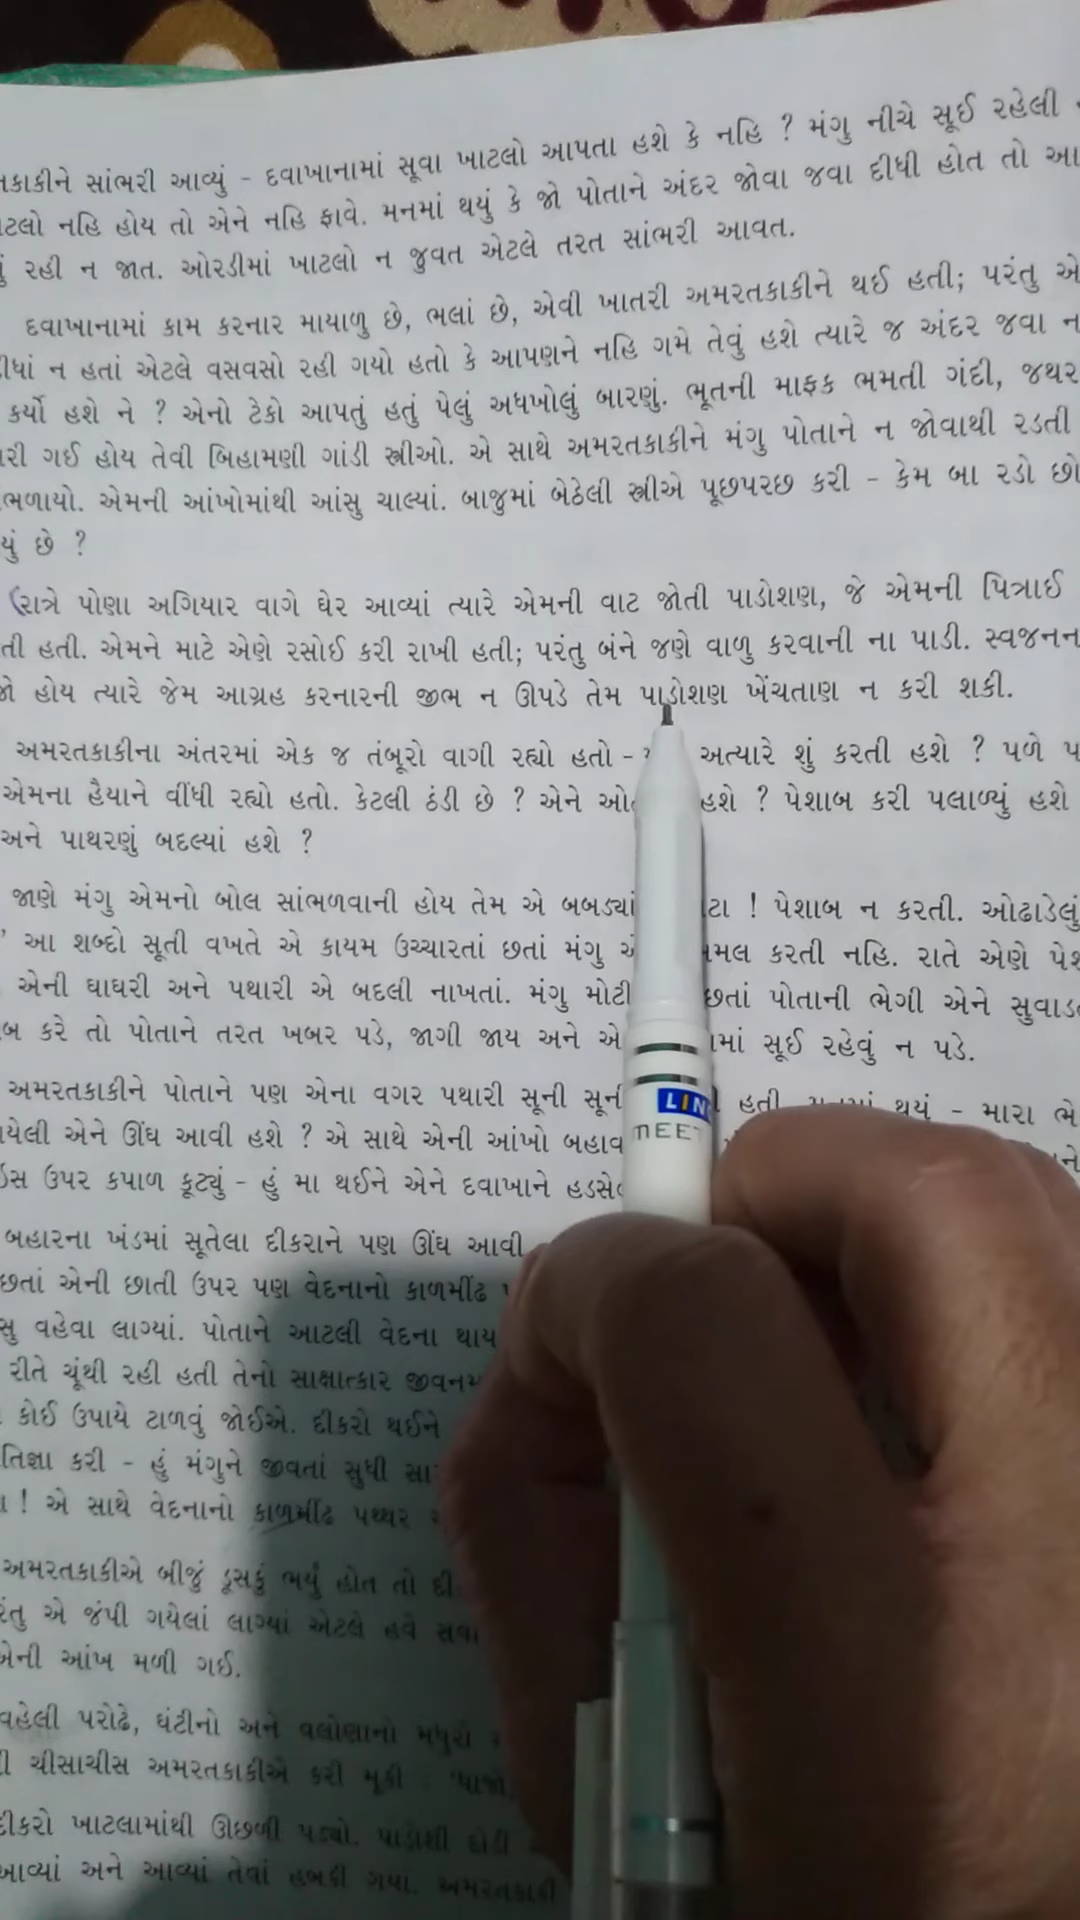 સાંભરી આવ્યું – દવાખાનામાં સૂવા ખાટલો આપતા હશે કે નહિ ? મંગુ નીચે સૂઈ રહેલી
નહિ હોય તો એને નહિ ફાવે. મનમાં થયું કે જો પોતાને અંદર જોવા જવા દીધી હોત તો આ
રહી ન જાત. ઓરડીમાં ખાટલો ન જુવત એટલે તરત સાંભરી આવત.
દવાખાનામાં કામ કરનાર માયાળુ છે, ભલાં છે, એવી ખાતરી અમરતકાકીને થઈ હતી; પરંતુ એ
ન હતાં એટલે વસવસો રહી ગયો હતો કે આપણને નહિ ગમે તેવું હશે ત્યારે જ અંદર જવા ન
કર્યો હશે ને ? એનો ટેકો આપતું હતું પેલું અધખોલું બારણું. ભૂતની માફક ભમતી ગંદી, જથર
ગઈ હોય તેવી બિહામણી ગાંડી સ્ત્રીઓ. એ સાથે અમરતકાકીને મંગુ પોતાને ન જોવાથી રડતી
ભળાયો. એમની આંખોમાંથી આંસુ ચાલ્યાં. બાજુમાં બેઠેલી સ્ત્રીએ પૂછપરછ કરી – કેમ બા રડો છો
યું છે ?
(રાત્રે પોણા અગિયાર વાગે ઘેર આવ્યાં ત્યારે એમની વાટ જોતી પાડોશણ, જે એમની પિત્રાઈ
તી હતી. એમને માટે એણે રસોઈ કરી રાખી હતી; પરંતુ બંને જણે વાળુ કરવાની ના પાડી. સ્વજનન
હોય ત્યારે જેમ આગ્રહ કરનારની જીભ ન ઊપડે તેમ પાડોશણ ખેંચતાણ ન કરી શકી.
અમરતકાકીના અંતરમાં એક જ તંબૂરો વાગી રહ્યો હતો – અત્યારે શું કરતી હશે ? પળે
એમના હૈયાને વીંધી રહ્યો હતો. કેટલી ઠંડી છે ? એને હશે ? પેશાબ કરી પલાળ્યું હશે
અને પાથરણું બદલ્યાં હશે ?
જાણે મંગુ એમનો બોલ સાંભળવાની હોય તેમ એ બબડ્યાં ટા ! પેશાબ ન કરતી. ઓઢાડેલું
' આ શબ્દો સૂતી વખતે એ કાયમ ઉચ્ચારતાં છતાં મંગુ કરતી નહિ. રાતે એણે
એની ઘાઘરી અને પથારી એ બદલી નાખતાં. મંગુ મોટી છતાં પોતાની ભેગી એને
બ કરે તો પોતાને તરત ખબર પડે, જાગી જાય અને એ માં સૂઈ રહેવું ન પડે.
અમરતકાકીને પોતાને પણ એના વગર પથારી સૂની હતી. થયું – મારા
એને ઊંઘ આવી હશે ? એ સાથે એની આંખો
ઉપર કપાળ કૂટ્યું – હું મા થઈને એને દવાખાને
LINC
MEET
બહારના ખંડમાં સૂતેલા દીકરાને પણ ઊંઘ આવી
છતાં એની છાતી ઉપર પણ વેદનાનો કાળમીંઢ
વહેવા લાગ્યાં. પોતાને આટલી વેદના થાય
રીતે ચૂંથી રહી હતી તેનો સાક્ષાત્કાર
કોઈ ઉપાયે ટાળવું જોઈએ. દીકરો થઈને
કરી – હું મંગુને જીવતાં સુધી
! એ સાથે વેદનાનો કાળમીંઢ પથ્થર
અમરતકાકીએ બીજું ડૂસકું ભર્યું હોત તો
એ જંપી ગયેલાં લાગ્યાં એટલે હવે
એની આંખ મળી ગઈ.
વહેલી પરોઢે, ઘંટીનો અને વલોણાનો મધુરો
ચીસાચીસ અમરતકાકીએ કરી મૂકી :
દીકરો ખાટલામાંથી ઊછળી પડ્યો. પાડોશી દોડી
આવ્યાં અને આવ્યાં તેવાં હબકી ગયા. અમરતકાકી